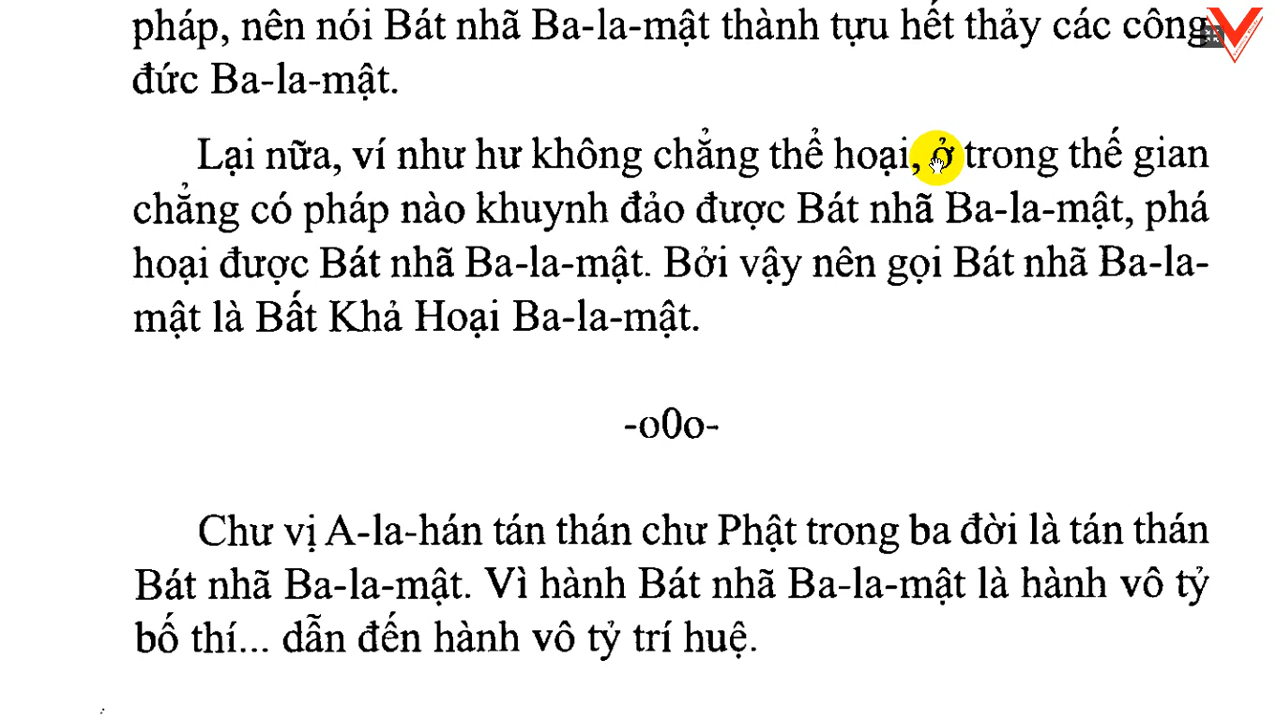 pháp, nên nói Bát nhã Ba-la-mật thành tựu hết thảy các công
đức Ba-la-mật.
Lại nữa, ví như hư không chẳng thể hoại, ở trong thế gian
chẳng có pháp nào khuynh đảo được Bát nhã Ba-la-mật, phá
hoại được Bát nhã Ba-la-mật. Bởi vậy nên gọi Bát nhã Ba-la-
mật là Bất Khả Hoại Ba-la-mật.
-o0o-
Chư vị A-la-hán tán thán chư Phật trong ba đời là tán thán
Bát nhã Ba-la-mật. Vì hành Bát nhã Ba-la-mật là hành vô tỷ
bố thí... dẫn đến hành vô tỷ trí huệ.